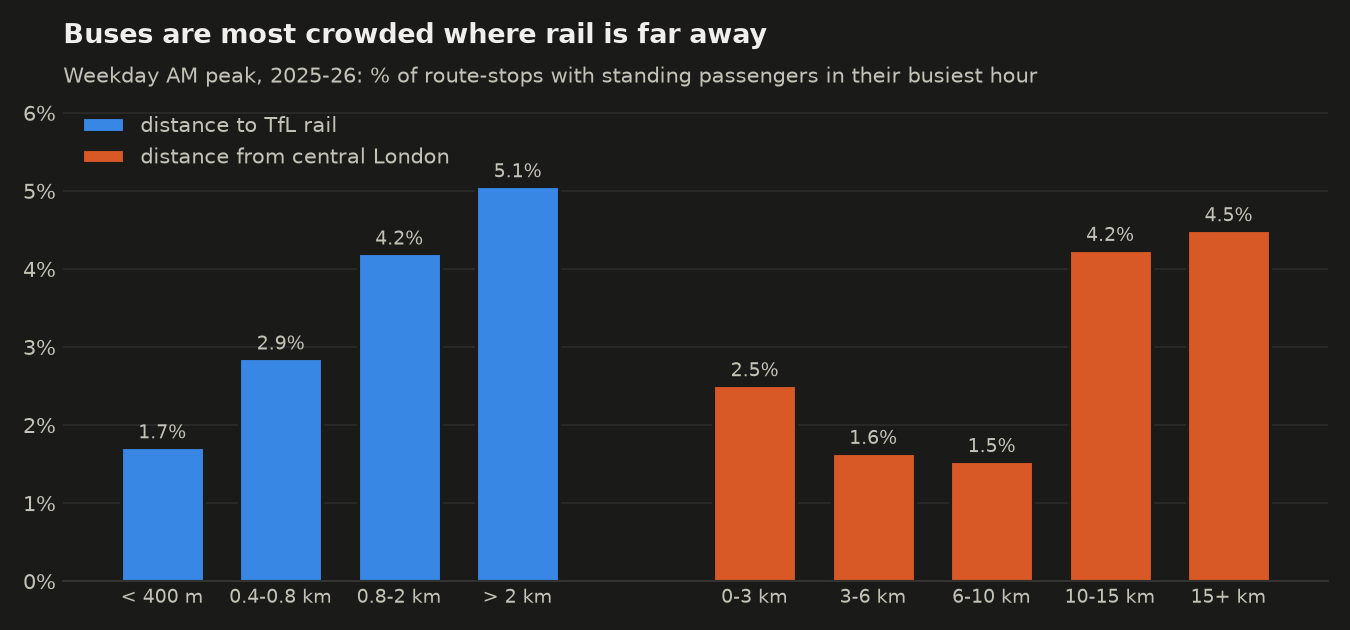 Buses are most crowded where rail is far away
Weekday AM peak, 2025-26: % of route-stops with standing passengers in their busiest hour
6%
distance to TfL rail
distance from central London
5%
4%
3%
2%
1%
0%
1.7%
2.9%
4.2%
5.1%
2.5%
1.6%
1.5%
4.2%
4.5%
< 400 m
0.4-0.8 km
0.8-2 km
> 2 km
0-3 km
3-6 km
6-10 km
10-15 km
15+ km